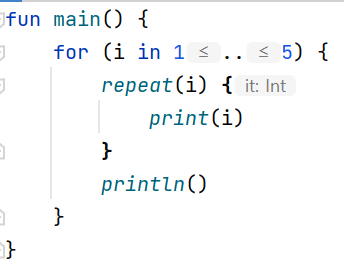 fun main() {
    for (i in 1 ≤ .. ≤ 5) {
        repeat(i) { it: Int
            print(i)
        }
        println()
    }
}